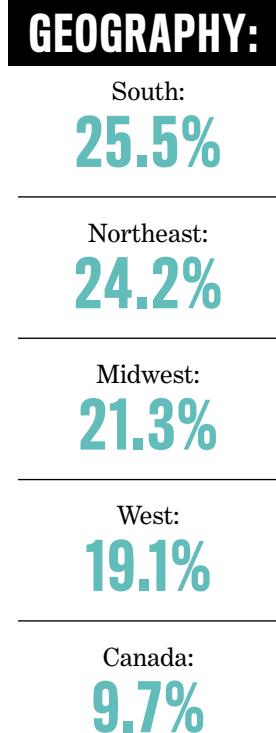 GEOGRAPHY:
South:
25.5%
Northeast:
24.2%
Midwest:
21.3%
West:
19.1%
Canada:
9.7%